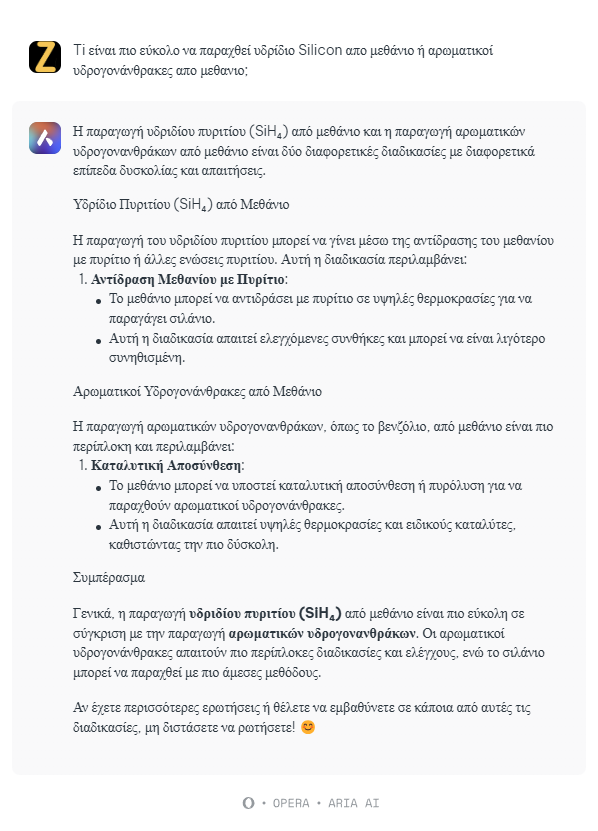 Z
Τi είναι πιο εύκολο να παραχθεί υδρίδιο Silicon απο μεθάνιο ή αρωματικοί
υδρογονάνθρακες απο μεθανιο;
Η παραγωγή υδριδίου πυριτίου (SiH₄) από μεθάνιο και η παραγωγή αρωματικών
υδρογονανθράκων από μεθάνιο είναι δύο διαφορετικές διαδικασίες με διαφορετικά
επίπεδα δυσκολίας και απαιτήσεις.
Υδρίδιο Πυριτίου (SiH₄) από Μεθάνιο
Η παραγωγή του υδριδίου πυριτίου μπορεί να γίνει μέσω της αντίδρασης του μεθανίου
με πυρίτιο ή άλλες ενώσεις πυριτίου. Αυτή η διαδικασία περιλαμβάνει:
1. Αντίδραση Μεθανίου με Πυρίτιο:
• Το μεθάνιο μπορεί να αντιδράσει με πυρίτιο σε υψηλές θερμοκρασίες για να
παραγάγει σιλάνιο.
• Αυτή η διαδικασία απαιτεί ελεγχόμενες συνθήκες και μπορεί να είναι λιγότερο
συνηθισμένη.
Αρωματικοί Υδρογονάνθρακες από Μεθάνιο
Η παραγωγή αρωματικών υδρογονανθράκων, όπως το βενζόλιο, από μεθάνιο είναι πιο
περίπλοκη και περιλαμβάνει:
1. Καταλυτική Αποσύνθεση:
• Το μεθάνιο μπορεί να υποστεί καταλυτική αποσύνθεση ή πυρόλυση για να
παραχθούν αρωματικοί υδρογονάνθρακες.
• Αυτή η διαδικασία απαιτεί υψηλές θερμοκρασίες και ειδικούς καταλύτες,
καθιστώντας την πιο δύσκολη.
Συμπέρασμα
Γενικά, η παραγωγή υδριδίου πυριτίου (SiH₄) από μεθάνιο είναι πιο εύκολη σε
σύγκριση με την παραγωγή αρωματικών υδρογονανθράκων. Οι αρωματικοί
υδρογονάνθρακες απαιτούν πιο περίπλοκες διαδικασίες και ελέγχους, ενώ το σιλάνιο
μπορεί να παραχθεί με πιο άμεσες μεθόδους.
Αν έχετε περισσότερες ερωτήσεις ή θέλετε να εμβαθύνετε σε κάποια από αυτές τις
διαδικασίες, μη διστάσετε να ρωτήσετε! 😊
O • OPERA • ARIA AI